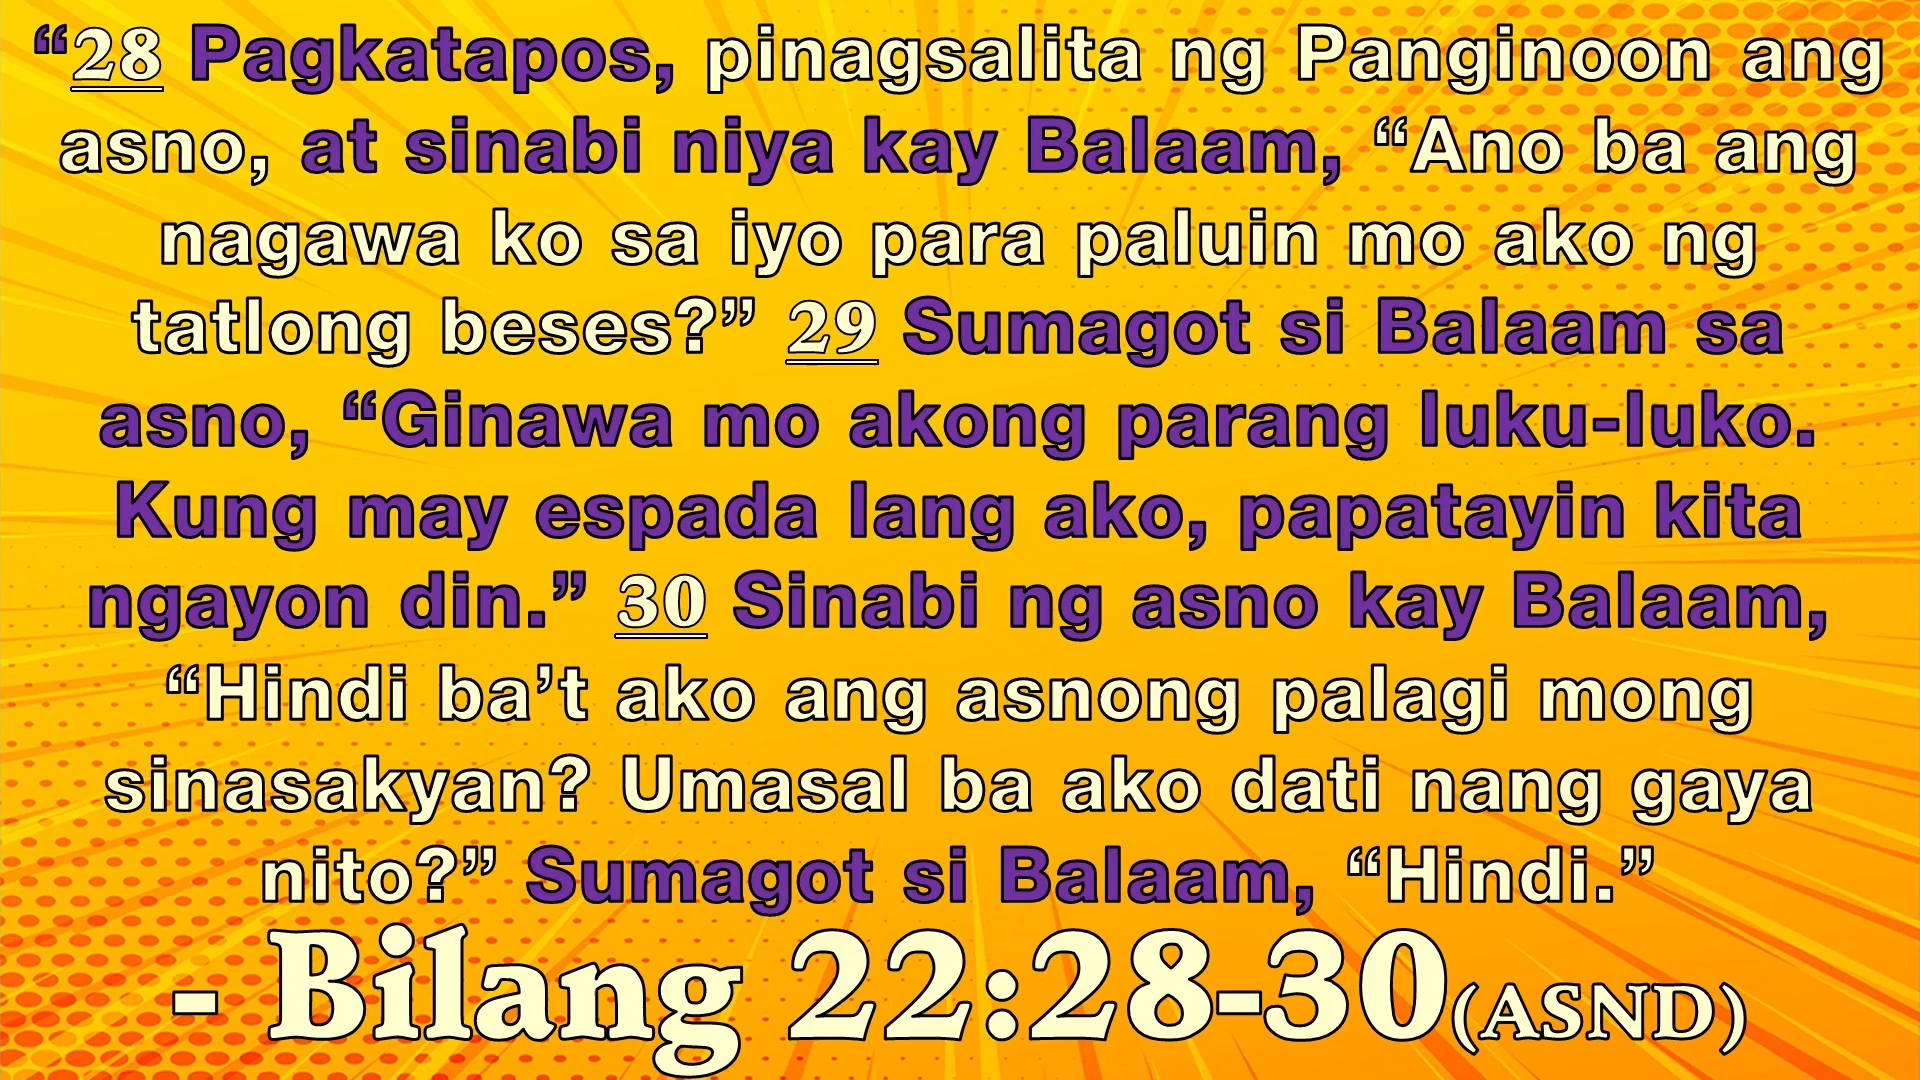 “28 Pagkatapos, pinagsalita ng Panginoon ang
asno, at sinabi niya kay Balaam, “Ano ba ang
nagawa ko sa iyo para paluin mo ako ng
tatlong beses?” 29 Sumagot si Balaam sa
asno, “Ginawa mo akong parang luku-luko.
Kung may espada lang ako, papatayin kita
ngayon din.” 30 Sinabi ng asno kay Balaam,
“Hindi ba’t ako ang asnong palagi mong
sinasakyan? Umasal ba ako dati nang gaya
nito?” Sumagot si Balaam, “Hindi.”
- Bilang 22:28-30(ASND)